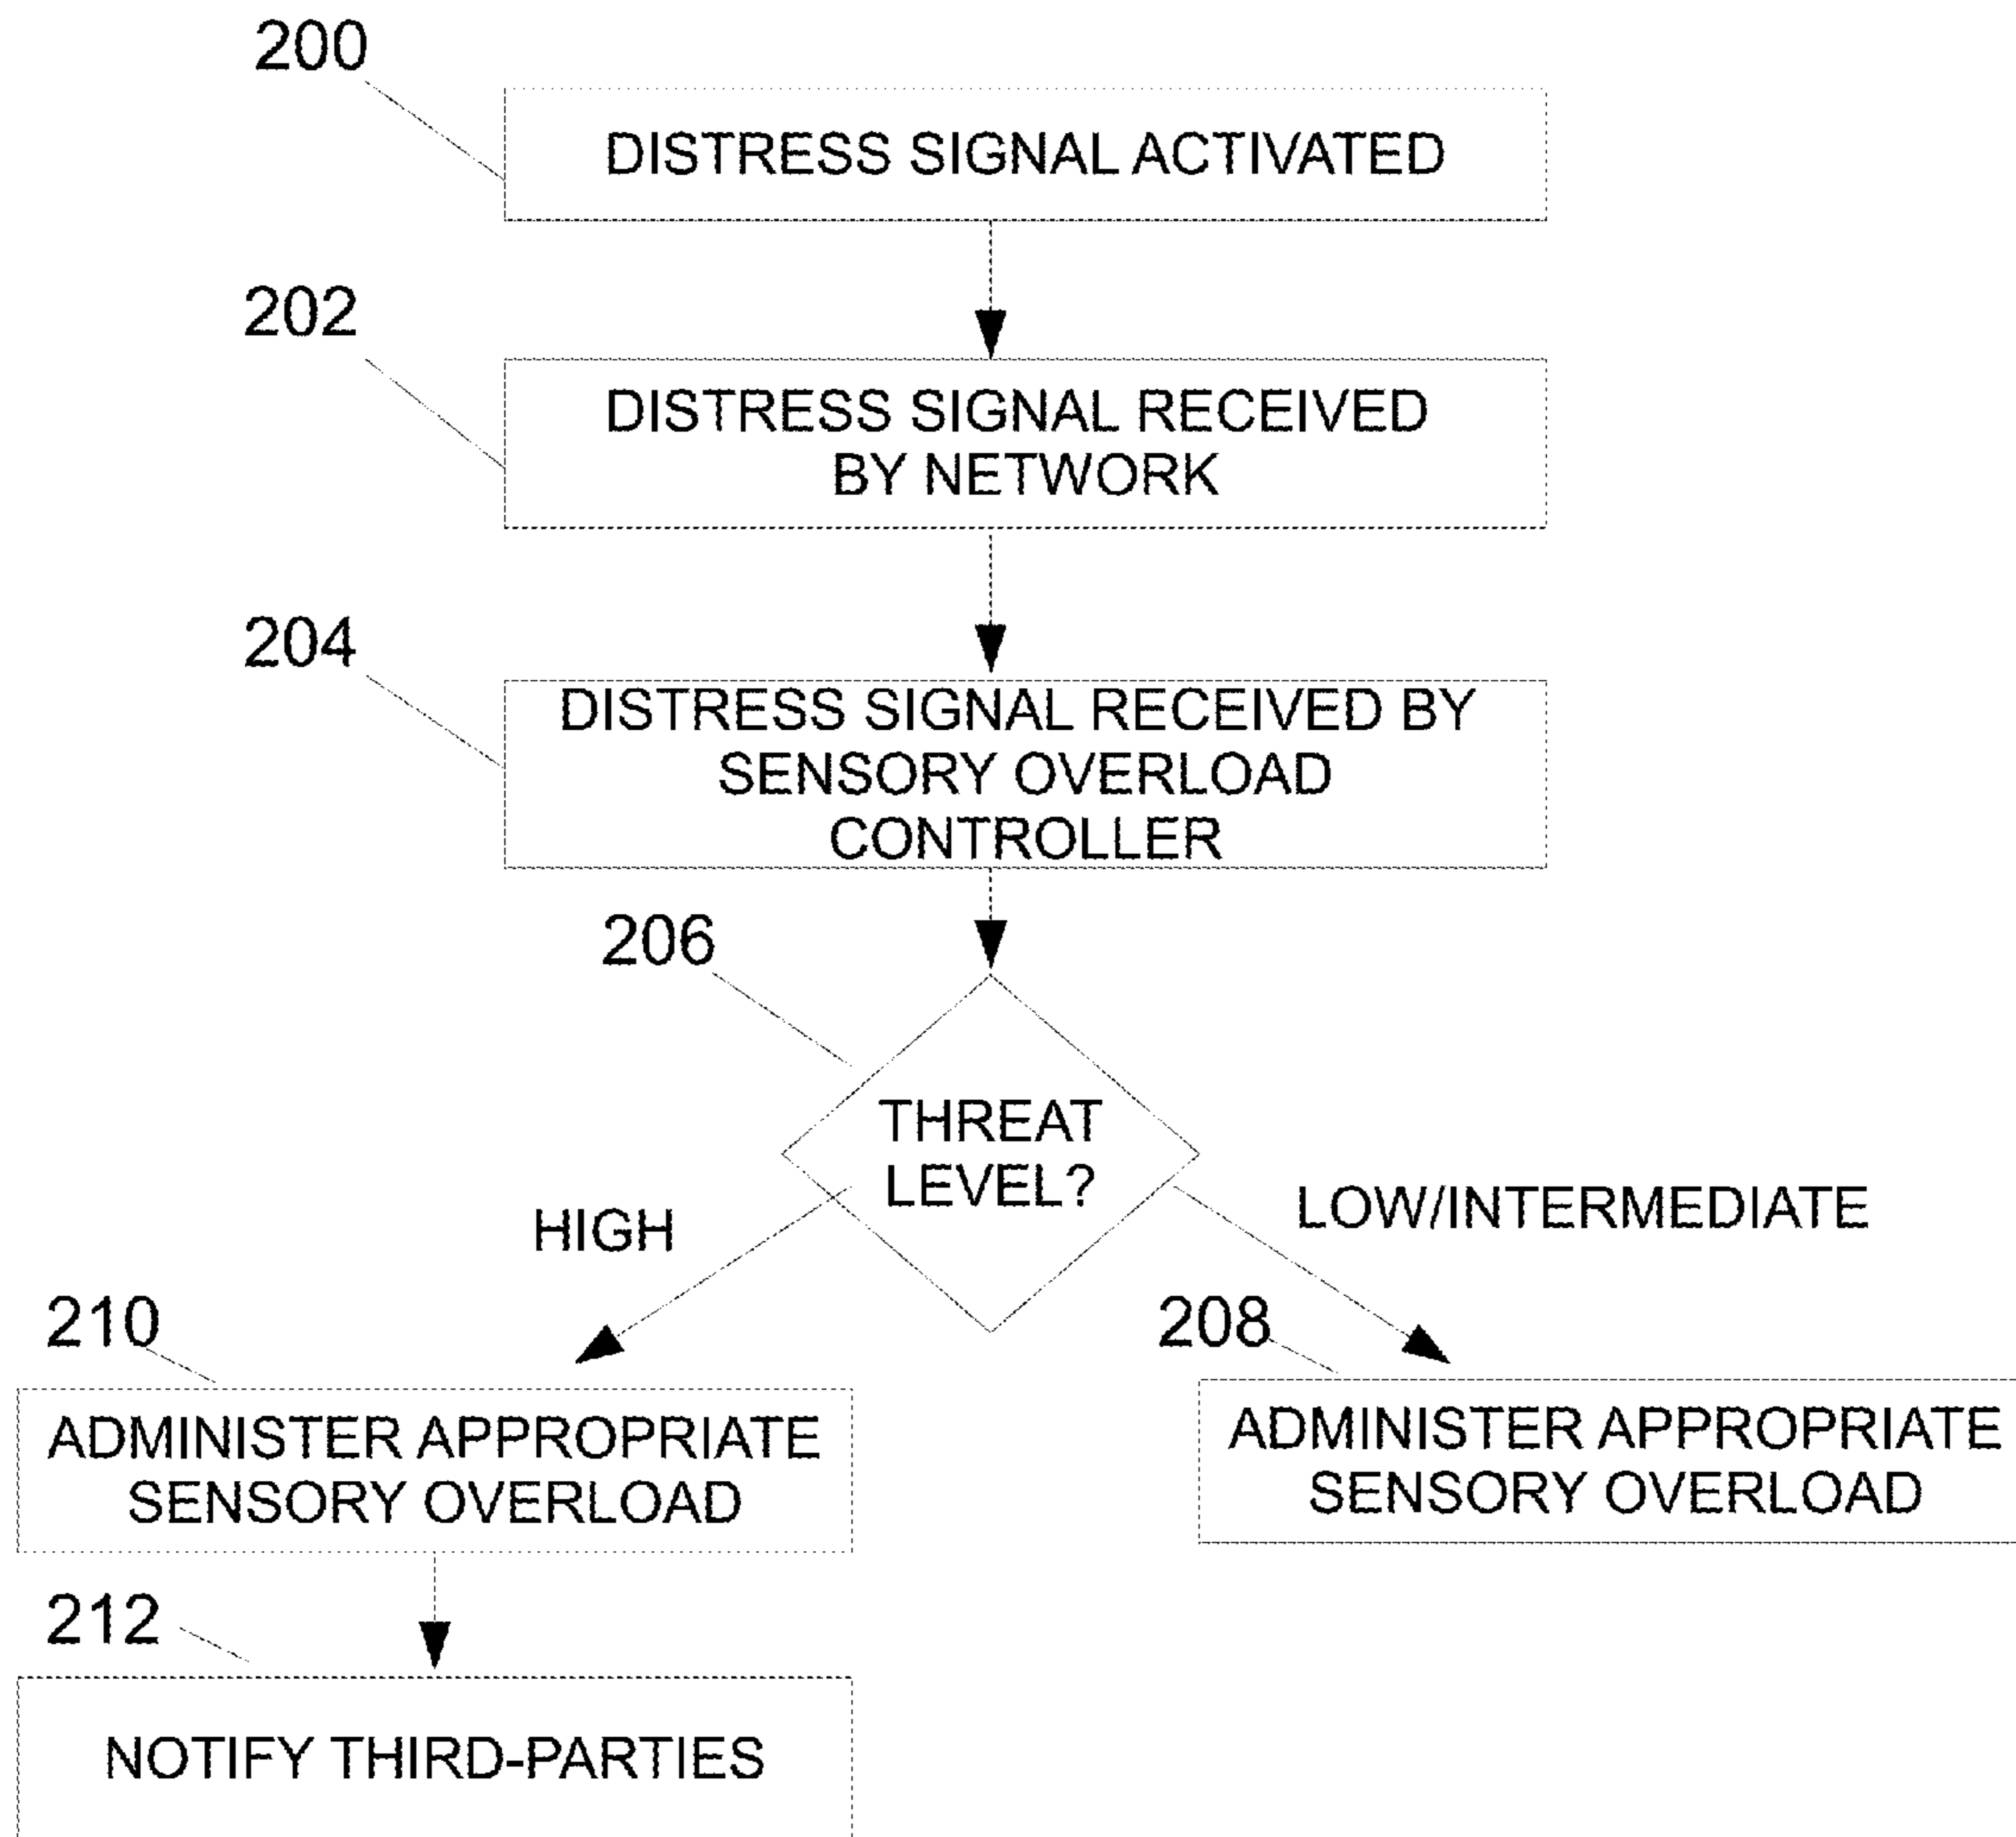 200
DISTRESS SIGNAL ACTIVATED
202
DISTRESS SIGNAL RECEIVED
BY NETWORK
204
DISTRESS SIGNAL RECEIVED BY
SENSORY OVERLOAD
CONTROLLER
206
THREAT
LEVEL?
HIGH
LOW/INTERMEDIATE
210
ADMINISTER APPROPRIATE
SENSORY OVERLOAD
208
ADMINISTER APPROPRIATE
SENSORY OVERLOAD
212
NOTIFY THIRD-PARTIES